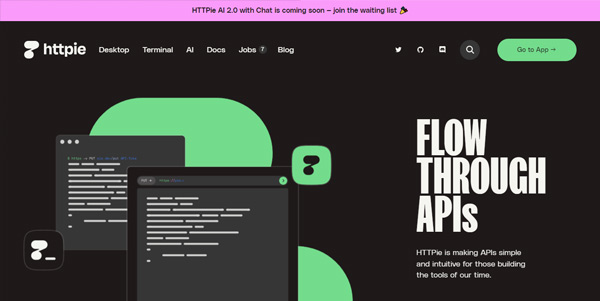 HTTPie AI 2.0 with Chat is coming soon – join the waiting list 🎉
httpie Desktop Terminal AI Docs Jobs 7 Blog Go to App →
FLOW
THROUGH
APIs
HTTPie is making APIs simple
and intuitive for those building
the tools of our time.